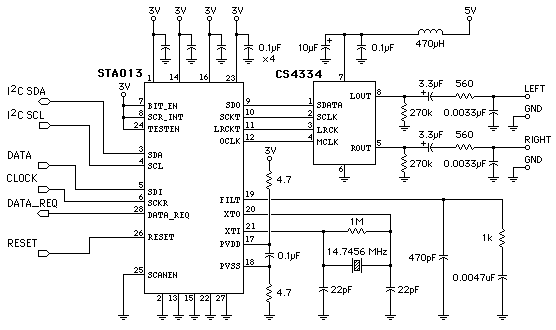 3V 3V 3V 3V 5V
0.1µF
×4
10µF + 0.1µF 470µH
STA013 CS4334
1 14 16 23 7
3V
I²C SDA
I²C SCL
DATA
CLOCK
DATA_REQ
RESET
7 BIT_IN
8 SCR_INT
24 TESTEN
3 SDA
4 SCL
5 SDI
6 SCKR
28 DATA_REQ
26 RESET
25 SCANEN
2 13 15 22 27
SDO 9
SCKT 10
LRCKT 11
OCLK 12
FILT 19
XTO 20
XTI 21
PVDD 17
PVSS 18
1 SDATA
2 SCLK
3 LRCK
4 MCLK
LOUT 8
ROUT 5
6
3.3µF 560 LEFT
+
270k 0.0033µF GND
3.3µF 560 RIGHT
+
270k 0.0033µF GND
3V
4.7
0.1µF
4.7
1M
14.7456 MHz
22pF 22pF
470pF
1k
0.0047uF